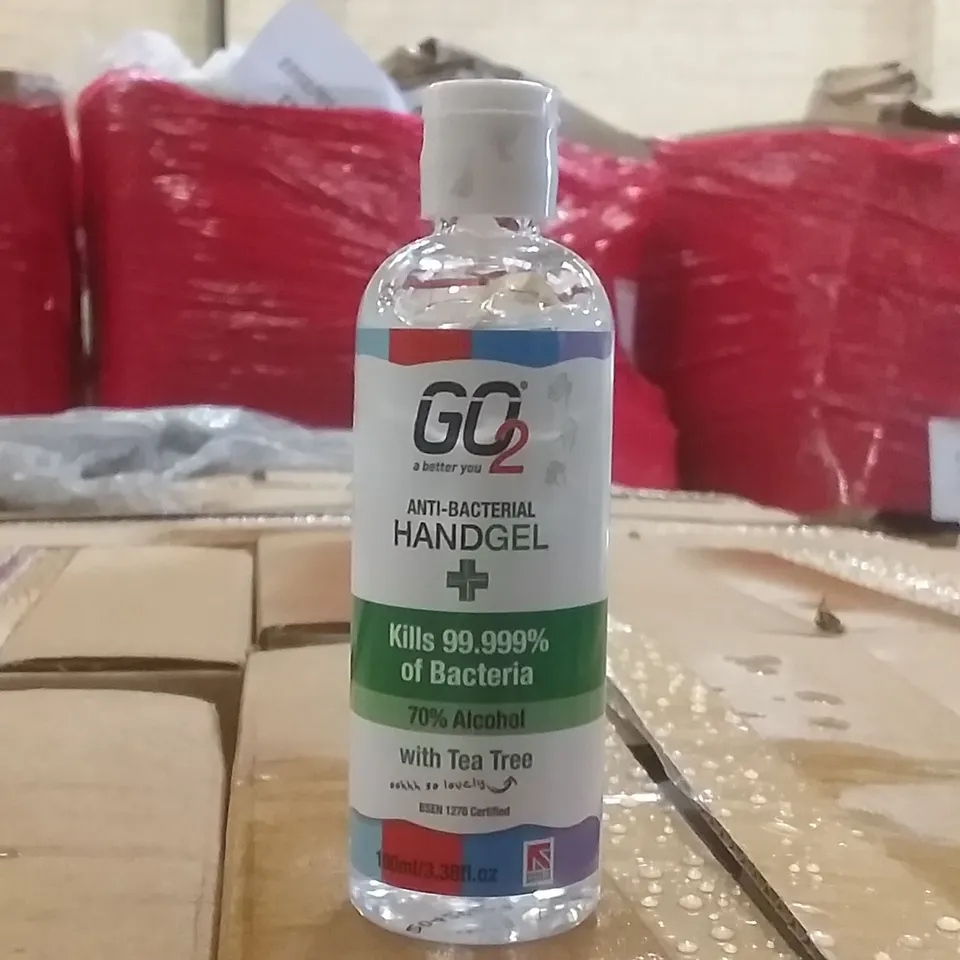 GO2
a better you
ANTI-BACTERIAL
HANDGEL
Kills 99.999%
of Bacteria
70% Alcohol
with Tea Tree
oohhh so lovely
BSEN 1276 Certified
100ml/3.38fl.oz